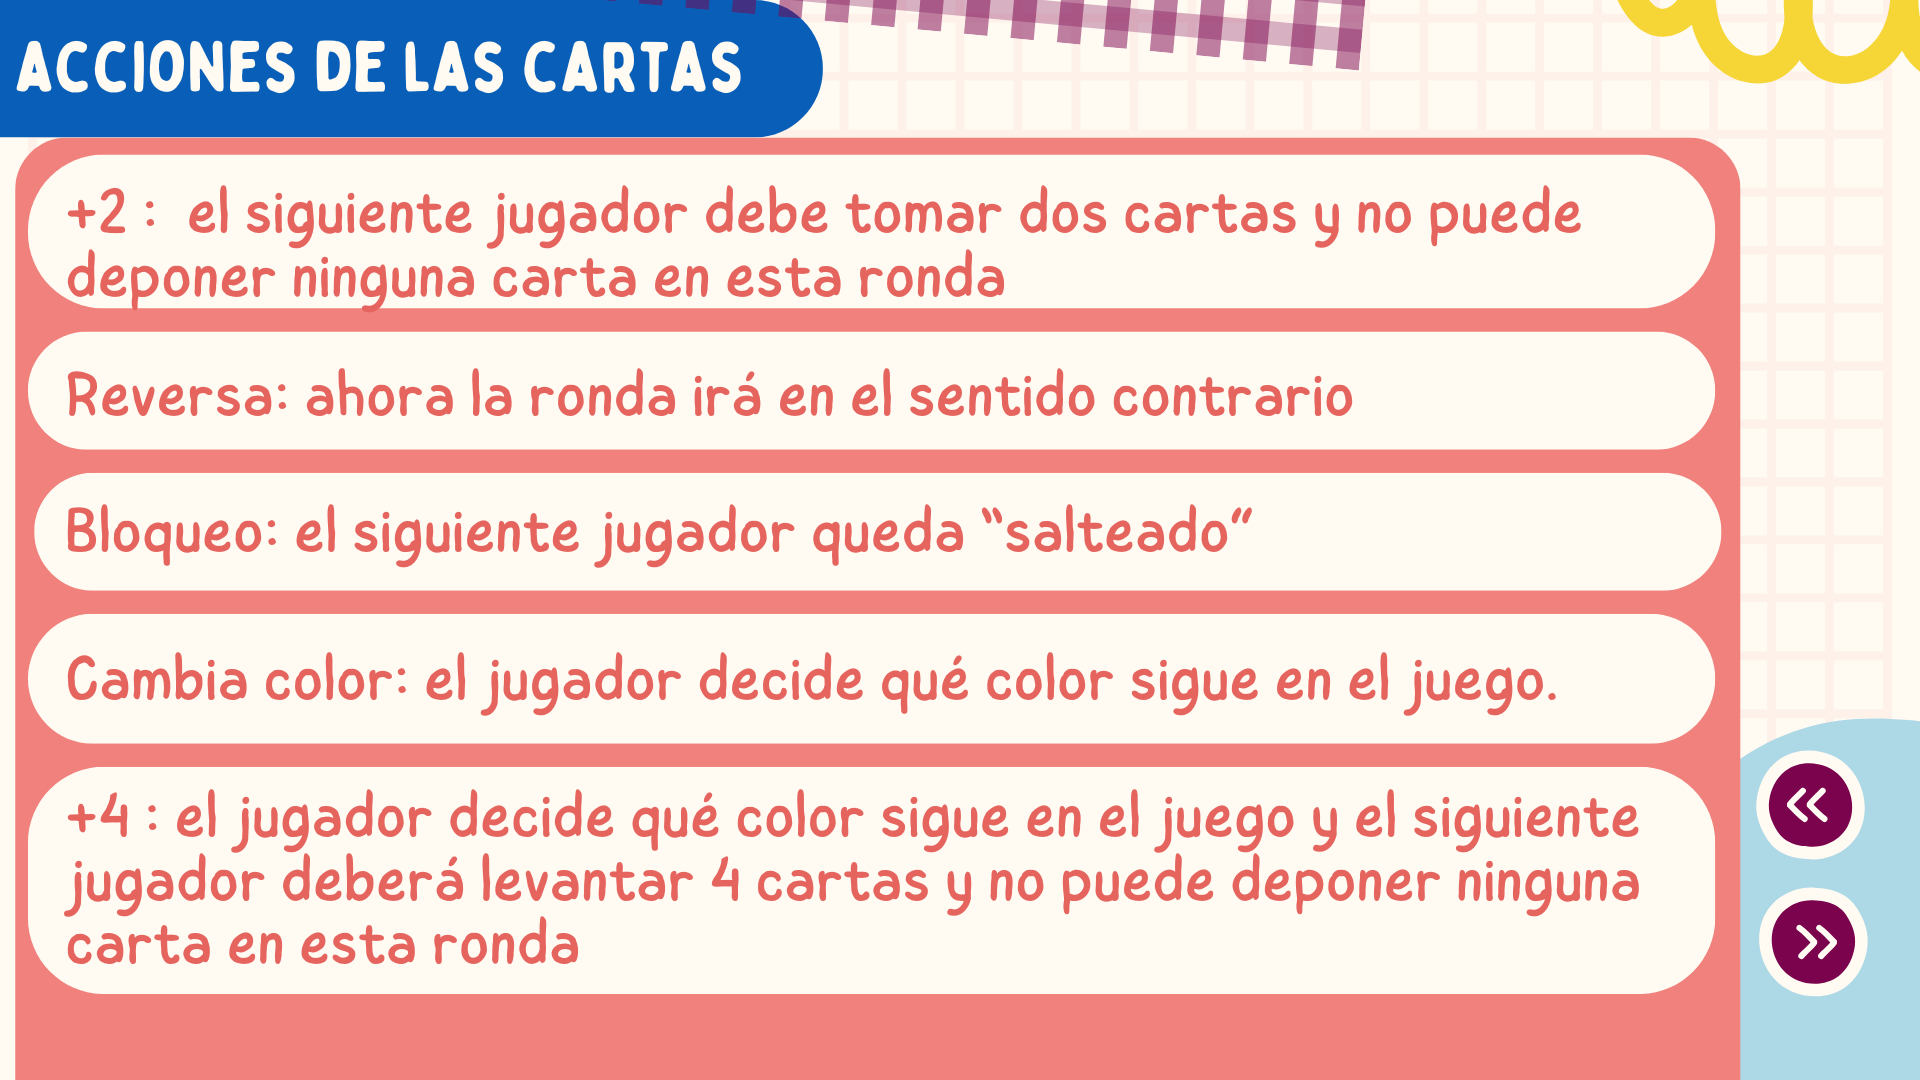 ACCIONES DE LAS CARTAS
+2 : el siguiente jugador debe tomar dos cartas y no puede
deponer ninguna carta en esta ronda
Reversa: ahora la ronda irá en el sentido contrario
Bloqueo: el siguiente jugador queda “salteado“
Cambia color: el jugador decide qué color sigue en el juego.
+4 : el jugador decide qué color sigue en el juego y el siguiente
jugador deberá levantar 4 cartas y no puede deponer ninguna
carta en esta ronda